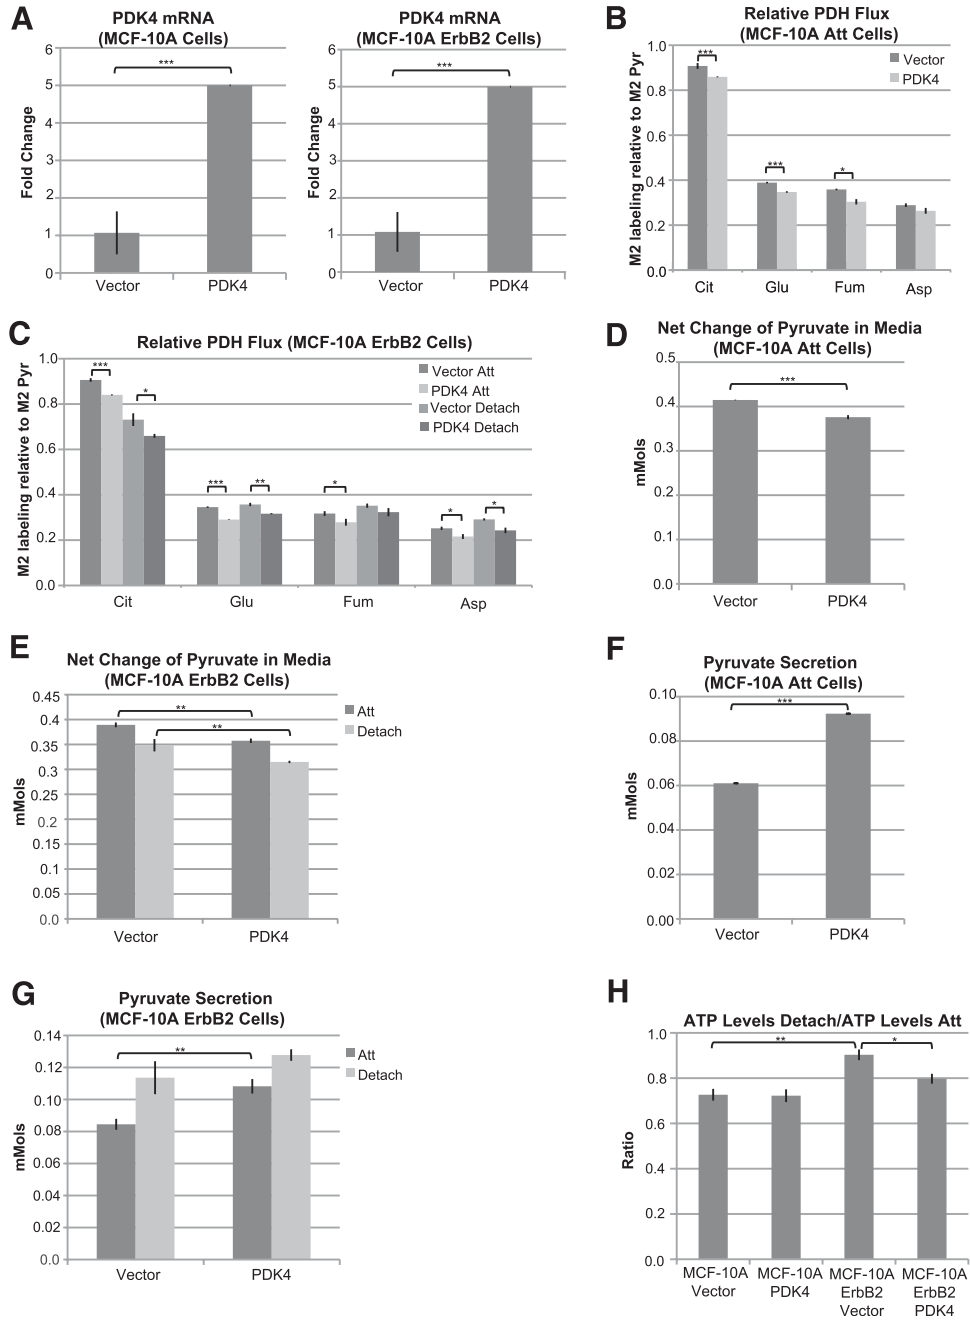 A
PDK4 mRNA
(MCF-10A Cells)
Fold Change
6
5
4
3
2
1
0
***
Vector
PDK4
PDK4 mRNA
(MCF-10A ErbB2 Cells)
Fold Change
6
5
4
3
2
1
0
***
Vector
PDK4
B
Relative PDH Flux
(MCF-10A Att Cells)
M2 labeling relative to M2 Pyr
1.0
0.8
0.6
0.4
0.2
0.0
***
***
*
Vector
PDK4
Cit
Glu
Fum
Asp
C
Relative PDH Flux (MCF-10A ErbB2 Cells)
M2 labeling relative to M2 Pyr
1.0
0.8
0.6
0.4
0.2
0.0
***
*
***
**
*
*
*
Vector Att
PDK4 Att
Vector Detach
PDK4 Detach
Cit
Glu
Fum
Asp
D
Net Change of Pyruvate in Media
(MCF-10A Att Cells)
mMols
0.5
0.4
0.3
0.2
0.1
0.0
***
Vector
PDK4
E
Net Change of Pyruvate in Media
(MCF-10A ErbB2 Cells)
mMols
0.45
0.4
0.35
0.3
0.25
0.2
0.15
0.1
0.05
0.0
**
**
Att
Detach
Vector
PDK4
F
Pyruvate Secretion
(MCF-10A Att Cells)
mMols
0.10
0.08
0.06
0.04
0.02
0.00
***
Vector
PDK4
G
Pyruvate Secretion
(MCF-10A ErbB2 Cells)
mMols
0.14
0.12
0.10
0.08
0.06
0.04
0.02
0.0
**
Att
Detach
Vector
PDK4
H
ATP Levels Detach/ATP Levels Att
Ratio
1.0
0.8
0.6
0.4
0.2
0.0
**
*
MCF-10A
Vector
MCF-10A
PDK4
MCF-10A
ErbB2
Vector
MCF-10A
ErbB2
PDK4